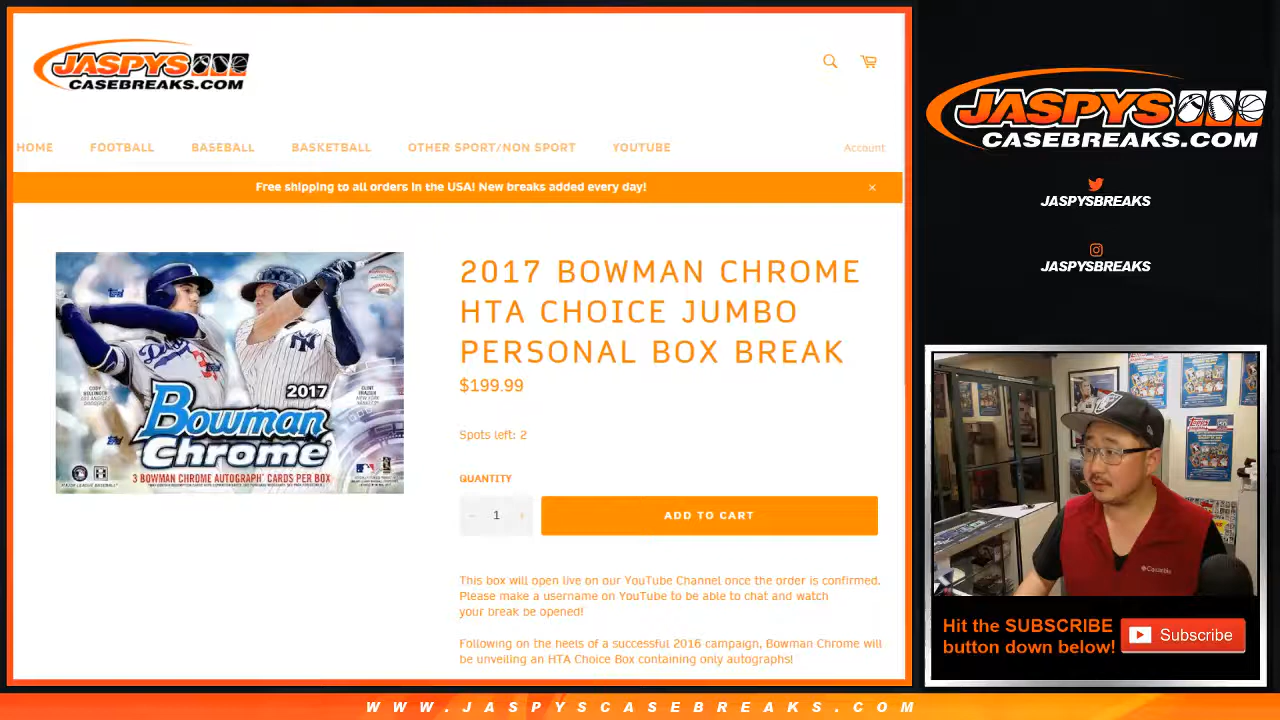 JASPYS
CASEBREAKS.COM
HOME FOOTBALL BASEBALL BASKETBALL OTHER SPORT/NON SPORT YOUTUBE Account
Free shipping to all orders in the USA! New breaks added every day! ×
2017 BOWMAN CHROME
HTA CHOICE JUMBO
PERSONAL BOX BREAK
$199.99
Spots left: 2
QUANTITY
− 1 +
ADD TO CART
This box will open live on our YouTube Channel once the order is confirmed.
Please make a username on YouTube to be able to chat and watch
your break be opened!
Following on the heels of a successful 2016 campaign, Bowman Chrome will
be unveiling an HTA Choice Box containing only autographs!
Dodgers
CODY
BELLINGER
CLINT
FRAZIER
2017
Bowman
Chrome
3 BOWMAN CHROME AUTOGRAPH CARDS PER BOX
JASPYS
CASEBREAKS.COM
JASPYSBREAKS
JASPYSBREAKS
Columbia
Hit the SUBSCRIBE
button down below!
Subscribe
WWW.JASPYSCASEBREAKS.COM